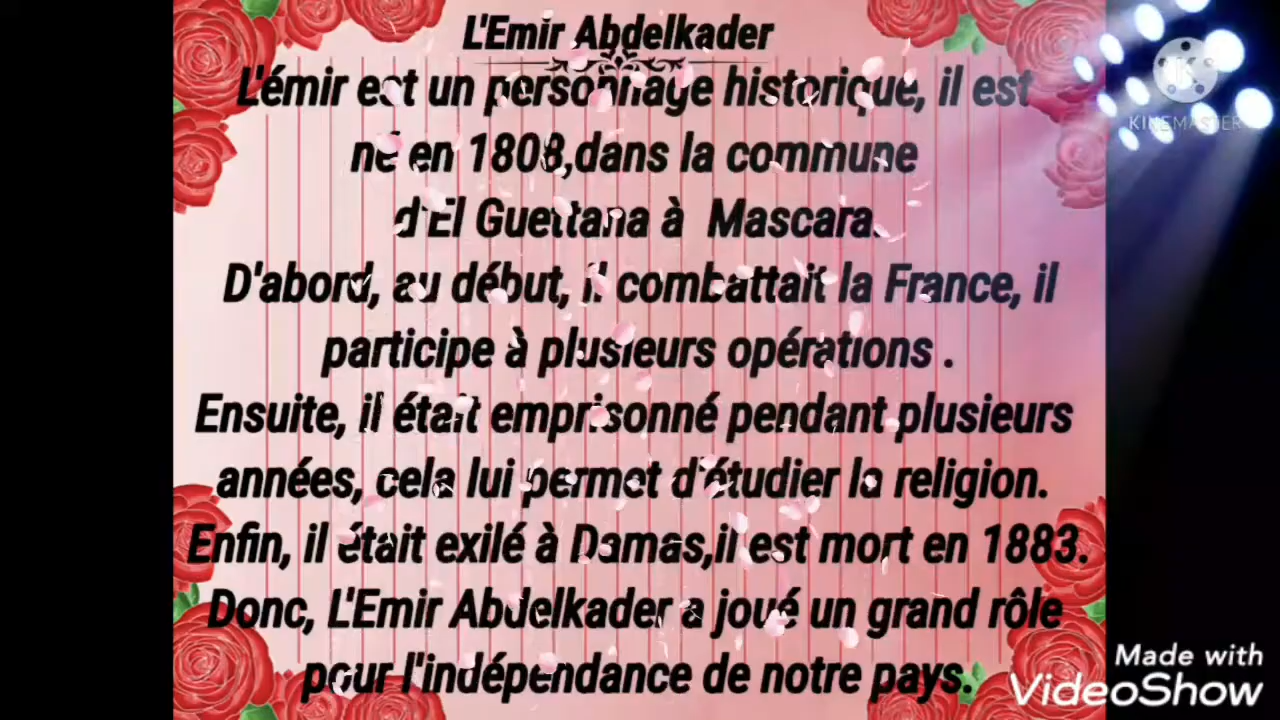 L'Emir Abdelkader
L'émir est un personnage historique, il est
né en 1808,dans la commune
d'El Guettana à Mascara.
D'abord, au début, il combattait la France, il
participe à plusieurs opérations .
Ensuite, il était emprisonné pendant plusieurs
années, cela lui permet d'étudier la religion.
Enfin, il était exilé à Damas,il est mort en 1883.
Donc, L'Emir Abdelkader a joué un grand rôle
pour l'indépendance de notre pays.
K
KINEMASTER
Made with
VideoShow